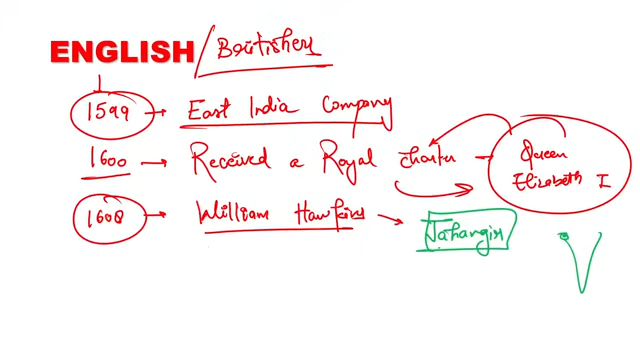 ENGLISH / Britishers
1599 → East India Company
1600 → Received a Royal charter – Queen Elizabeth I
1608 → William Hawkins → Jahangir